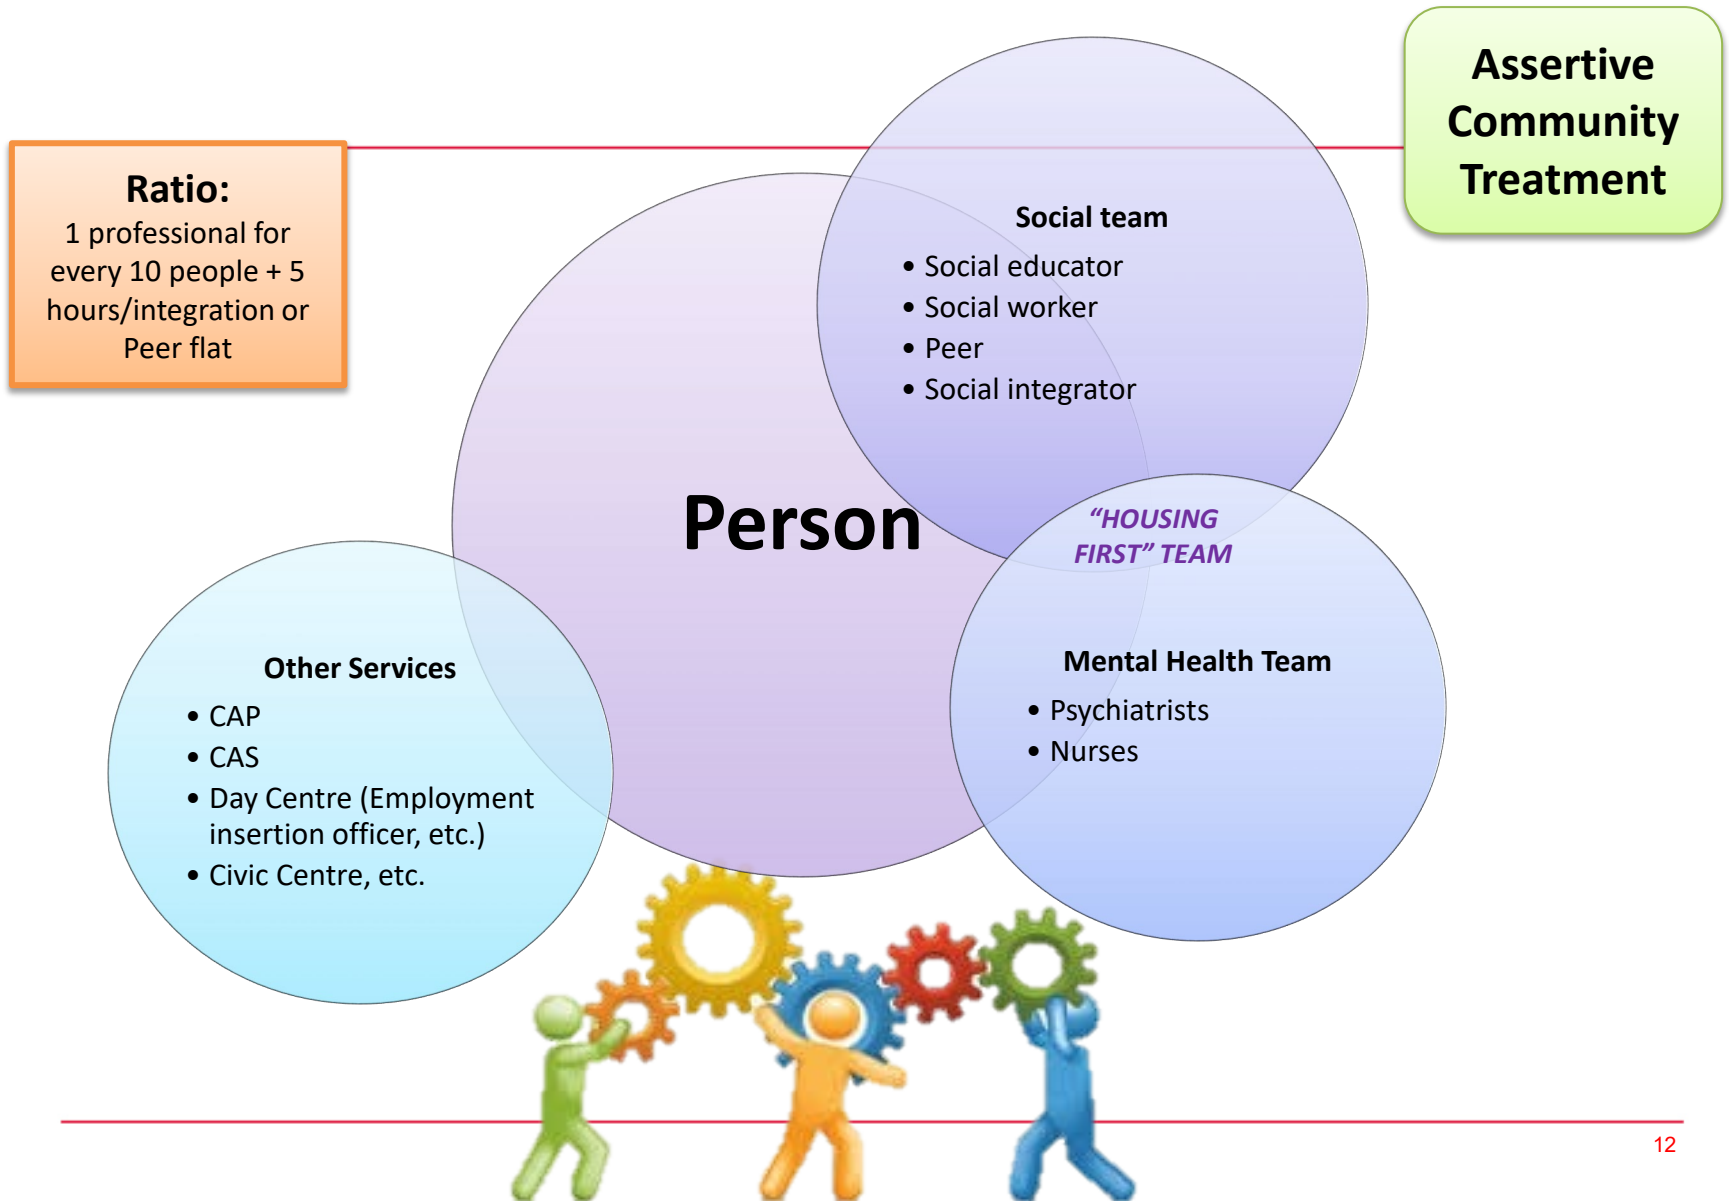 Assertive
Community
Treatment
Ratio:
1 professional for
every 10 people + 5
hours/integration or
Peer flat
Social team
• Social educator
• Social worker
• Peer
• Social integrator
Person
“HOUSING
FIRST” TEAM
Other Services
• CAP
• CAS
• Day Centre (Employment
insertion officer, etc.)
• Civic Centre, etc.
Mental Health Team
• Psychiatrists
• Nurses
12